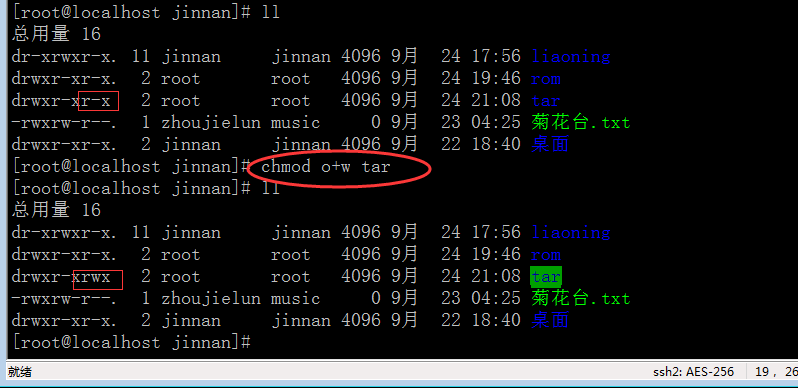 [root@localhost jinnan]# ll
总用量 16
dr-xrwxr-x. 11 jinnan jinnan 4096 9月 24 17:56 liaoning
drwxr-xr-x. 2 root root 4096 9月 24 19:46 rom
drwxr-xr-x 2 root root 4096 9月 24 21:08 tar
-rwxrw-r--. 1 zhoujielun music 0 9月 23 04:25 菊花台.txt
drwxr-xr-x. 2 jinnan jinnan 4096 9月 22 18:40 桌面
[root@localhost jinnan]# chmod o+w tar
[root@localhost jinnan]# ll
总用量 16
dr-xrwxr-x. 11 jinnan jinnan 4096 9月 24 17:56 liaoning
drwxr-xr-x. 2 root root 4096 9月 24 19:46 rom
drwxr-xrwx 2 root root 4096 9月 24 21:08 tar
-rwxrw-r--. 1 zhoujielun music 0 9月 23 04:25 菊花台.txt
drwxr-xr-x. 2 jinnan jinnan 4096 9月 22 18:40 桌面
[root@localhost jinnan]#
就绪 ssh2: AES-256 19, 26